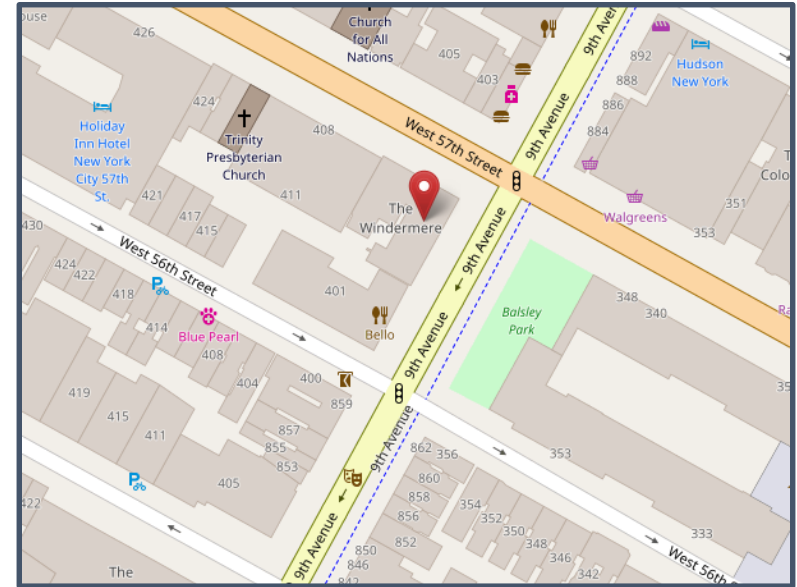 426
Church
for All
Nations
405
403
9th Aven
892
888
886
884
Hudson
New York
424
Holiday
Inn Hotel
New York
City 57th
St.
Trinity
Presbyterian
Church
408
West 57th Street
9th Avenue
Walgreens
351
353
421
417
415
411
The
Windermere
9th Avenue
430
West 56th Street
424
422
418
P
401
Bello
Balsley
Park
348
340
414
Blue Pearl
408
404
400
859
9th Avenue
419
415
411
857
855
853
9th Avenue
862
356
353
860
858
856
852
354
352
350
348
346
342
333
405
P
422
The
9th Avenue
850
846
West 56th